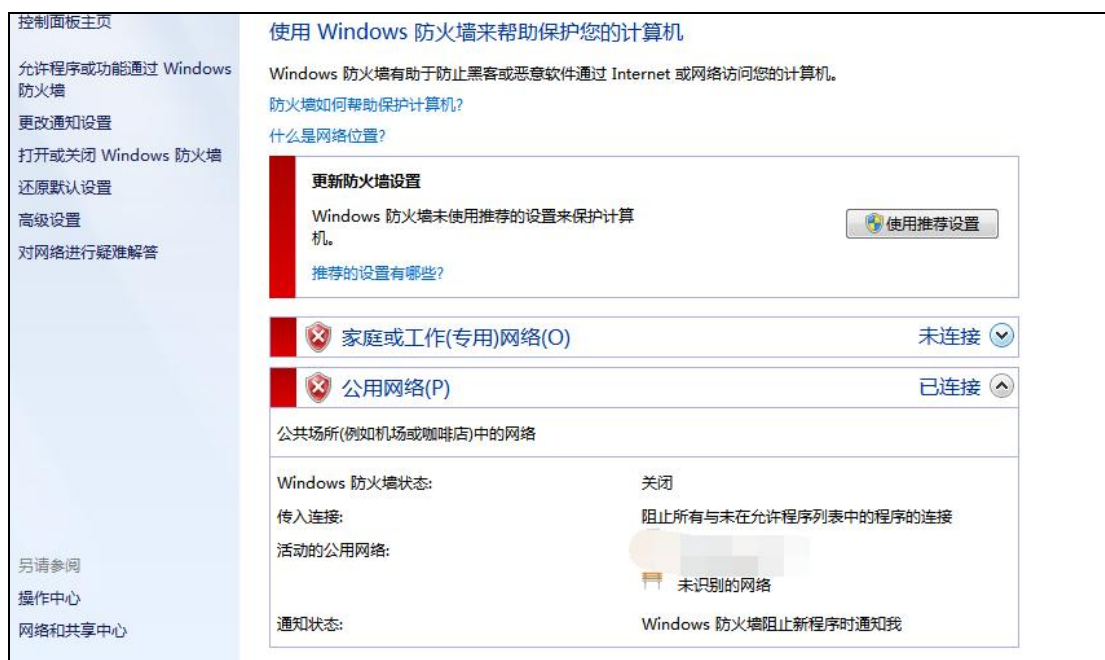 控制面板主页
允许程序或功能通过 Windows
防火墙
更改通知设置
打开或关闭 Windows 防火墙
还原默认设置
高级设置
对网络进行疑难解答
另请参阅
操作中心
网络和共享中心
使用 Windows 防火墙来帮助保护您的计算机
Windows 防火墙有助于防止黑客或恶意软件通过 Internet 或网络访问您的计算机。
防火墙如何帮助保护计算机?
什么是网络位置?
更新防火墙设置
Windows 防火墙未使用推荐的设置来保护计算
机。
使用推荐设置
推荐的设置有哪些?
家庭或工作(专用)网络(O) 未连接
公用网络(P) 已连接
公共场所(例如机场或咖啡店)中的网络
Windows 防火墙状态: 关闭
传入连接: 阻止所有与未在允许程序列表中的程序的连接
活动的公用网络:
未识别的网络
通知状态: Windows 防火墙阻止新程序时通知我